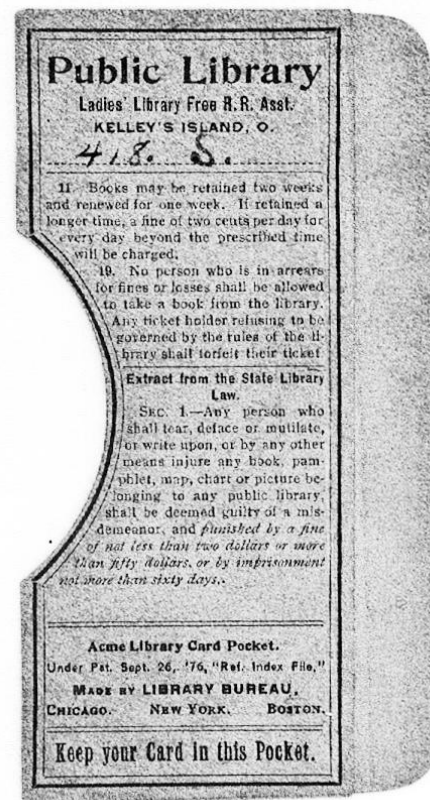 Public Library
Ladies' Library Free R.R. Asst.
KELLEY'S ISLAND, O.
418. S.
11. Books may be retained two weeks
and renewed for one week. If retained a
longer time, a fine of two cents per day for
every day beyond the prescribed time
will be charged.
19. No person who is in arrears
for fines or losses shall be allowed
to take a book from the library.
Any ticket holder refusing to be
governed by the rules of the li-
brary shall forfeit their ticket
Extract from the State Library
Law.
SEC. 1.—Any person who
shall tear, deface or mutilate,
or write upon, or by any other
means injure any book, pam-
phlet, map, chart or picture be-
longing to any public library,
shall be deemed guilty of a mis-
demeanor, and punished by a fine
of not less than two dollars or more
than fifty dollars, or by imprisonment
not more than sixty days.
Acme Library Card Pocket.
Under Pat. Sept. 26, '76, "Ref. Index File,"
MADE BY LIBRARY BUREAU,
CHICAGO. NEW YORK. BOSTON.
Keep your Card in this Pocket.